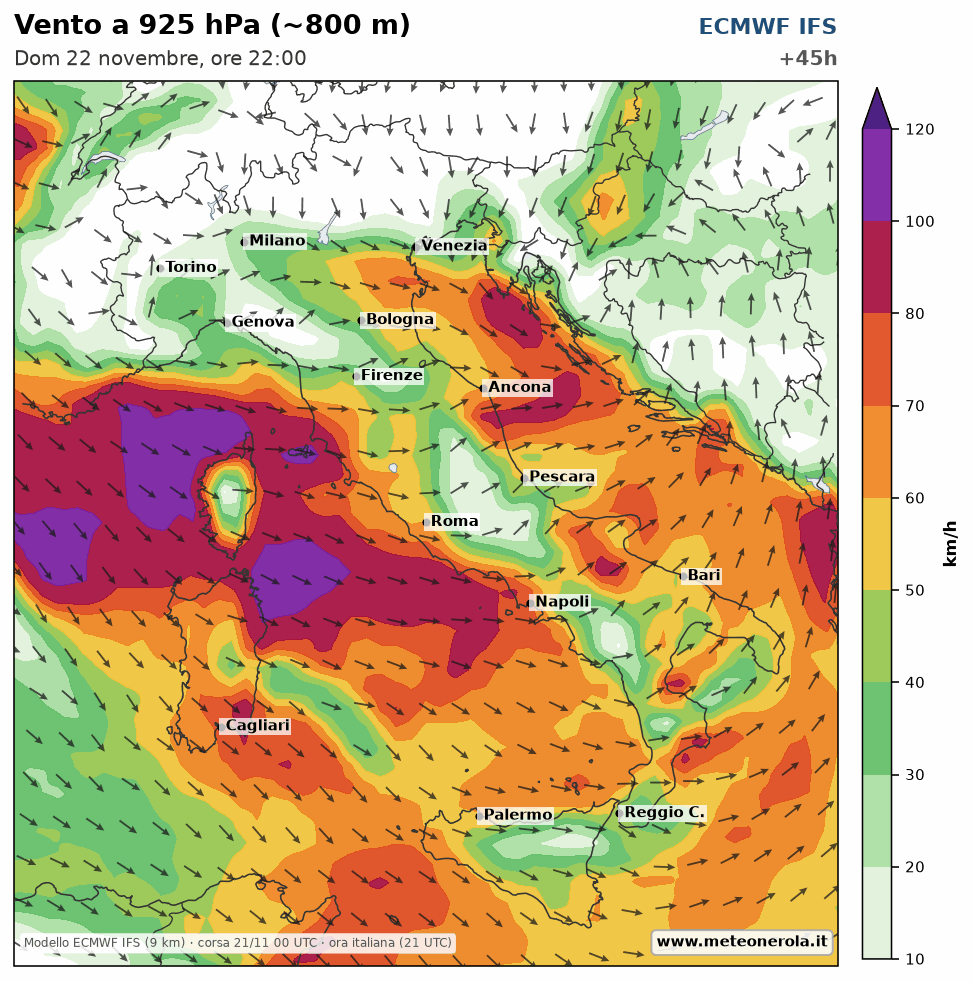 Vento a 925 hPa (~800 m)
ECMWF IFS
Dom 22 novembre, ore 22:00
+45h
Milano
Venezia
Torino
Genova
Bologna
Firenze
Ancona
Pescara
Roma
Bari
Napoli
Cagliari
Palermo
Reggio C.
120
100
80
70
60
50
40
30
20
10
km/h
Modello ECMWF IFS (9 km) · corsa 21/11 00 UTC · ora italiana (21 UTC)
www.meteonerola.it